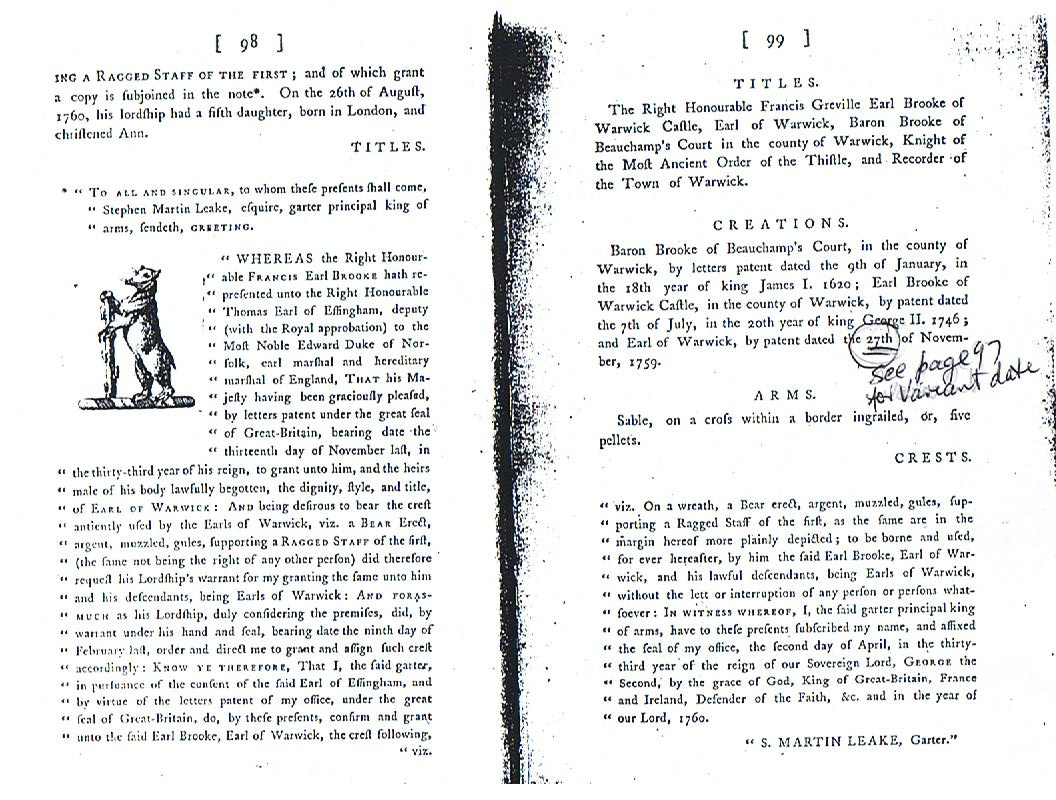 [ 98 ]
ING A RAGGED STAFF OF THE FIRST; and of which grant
a copy is ſubjoined in the note*. On the 26th of Auguſt,
1760, his lordſhip had a fifth daughter, born in London, and
chriſtened Ann.
TITLES.
* “ TO ALL AND SINGULAR, to whom theſe preſents ſhall come,
“ Stephen Martin Leake, eſquire, garter principal king of
“ arms, ſendeth, GREETING.
“ WHEREAS the Right Honour-
“ able FRANCIS Earl BROOKE hath re-
“ preſented unto the Right Honourable
“ Thomas Earl of Effingham, deputy
“ (with the Royal approbation) to the
“ Moſt Noble Edward Duke of Nor-
“ folk, earl marſhal and hereditary
“ marſhal of England, THAT his Ma-
“ jeſty having been graciouſly pleaſed,
“ by letters patent under the great ſeal
“ of Great-Britain, bearing date the
“ thirteenth day of November laſt, in
“ the thirty-third year of his reign, to grant unto him, and the heirs
“ male of his body lawfully begotten, the dignity, ſtyle, and title,
“ of EARL OF WARWICK: AND being deſirous to bear the creſt
“ antiently uſed by the Earls of Warwick, viz. a BEAR Erect,
“ argent, muzzled, gules, ſupporting a RAGGED STAFF of the firſt,
“ (the ſame not being the right of any other perſon) did therefore
“ requeſt his Lordſhip's warrant for my granting the ſame unto him
“ and his deſcendants, being Earls of Warwick: AND FORAS-
“ MUCH as his Lordſhip, duly conſidering the premiſes, did, by
“ warrant under his hand and ſeal, bearing date the ninth day of
“ February laſt, order and direct me to grant and aſſign ſuch creſt
“ accordingly: KNOW YE THEREFORE, That I, the ſaid garter,
“ in purſuance of the conſent of the ſaid Earl of Effingham, and
“ by virtue of the letters patent of my office, under the great
“ ſeal of Great-Britain, do, by theſe preſents, confirm and grant
“ unto the ſaid Earl Brooke, Earl of Warwick, the creſt following,
“ viz.
[ 99 ]
TITLES.
The Right Honourable Francis Greville Earl Brooke of
Warwick Caſtle, Earl of Warwick, Baron Brooke of
Beauchamp's Court in the county of Warwick, Knight of
the Moſt Ancient Order of the Thiſtle, and Recorder of
the Town of Warwick.
CREATIONS.
Baron Brooke of Beauchamp's Court, in the county of
Warwick, by letters patent dated the 9th of January, in
the 18th year of king James I. 1620; Earl Brooke of
Warwick Caſtle, in the county of Warwick, by patent dated
the 7th of July, in the 20th year of king George II. 1746;
and Earl of Warwick, by patent dated the 27th of Novem-
ber, 1759.
See page 97
for Variant date
ARMS.
Sable, on a croſs within a border ingrailed, or, five
pellets.
CRESTS.
“ viz. On a wreath, a Bear erect, argent, muzzled, gules, ſup-
“ porting a Ragged Staff of the firſt, as the ſame are in the
“ margin hereof more plainly depicted; to be borne and uſed,
“ for ever hereafter, by him the ſaid Earl Brooke, Earl of War-
“ wick, and his lawful deſcendants, being Earls of Warwick,
“ without the lett or interruption of any perſon or perſons what-
“ ſoever: IN WITNESS WHEREOF, I, the ſaid garter principal king
“ of arms, have to theſe preſents ſubſcribed my name, and affixed
“ the ſeal of my office, the ſecond day of April, in the thirty-
“ third year of the reign of our Sovereign Lord, GEORGE the
“ Second, by the grace of God, King of Great-Britain, France
“ and Ireland, Defender of the Faith, &c. and in the year of
“ our Lord, 1760.
“ S. MARTIN LEAKE, Garter.”